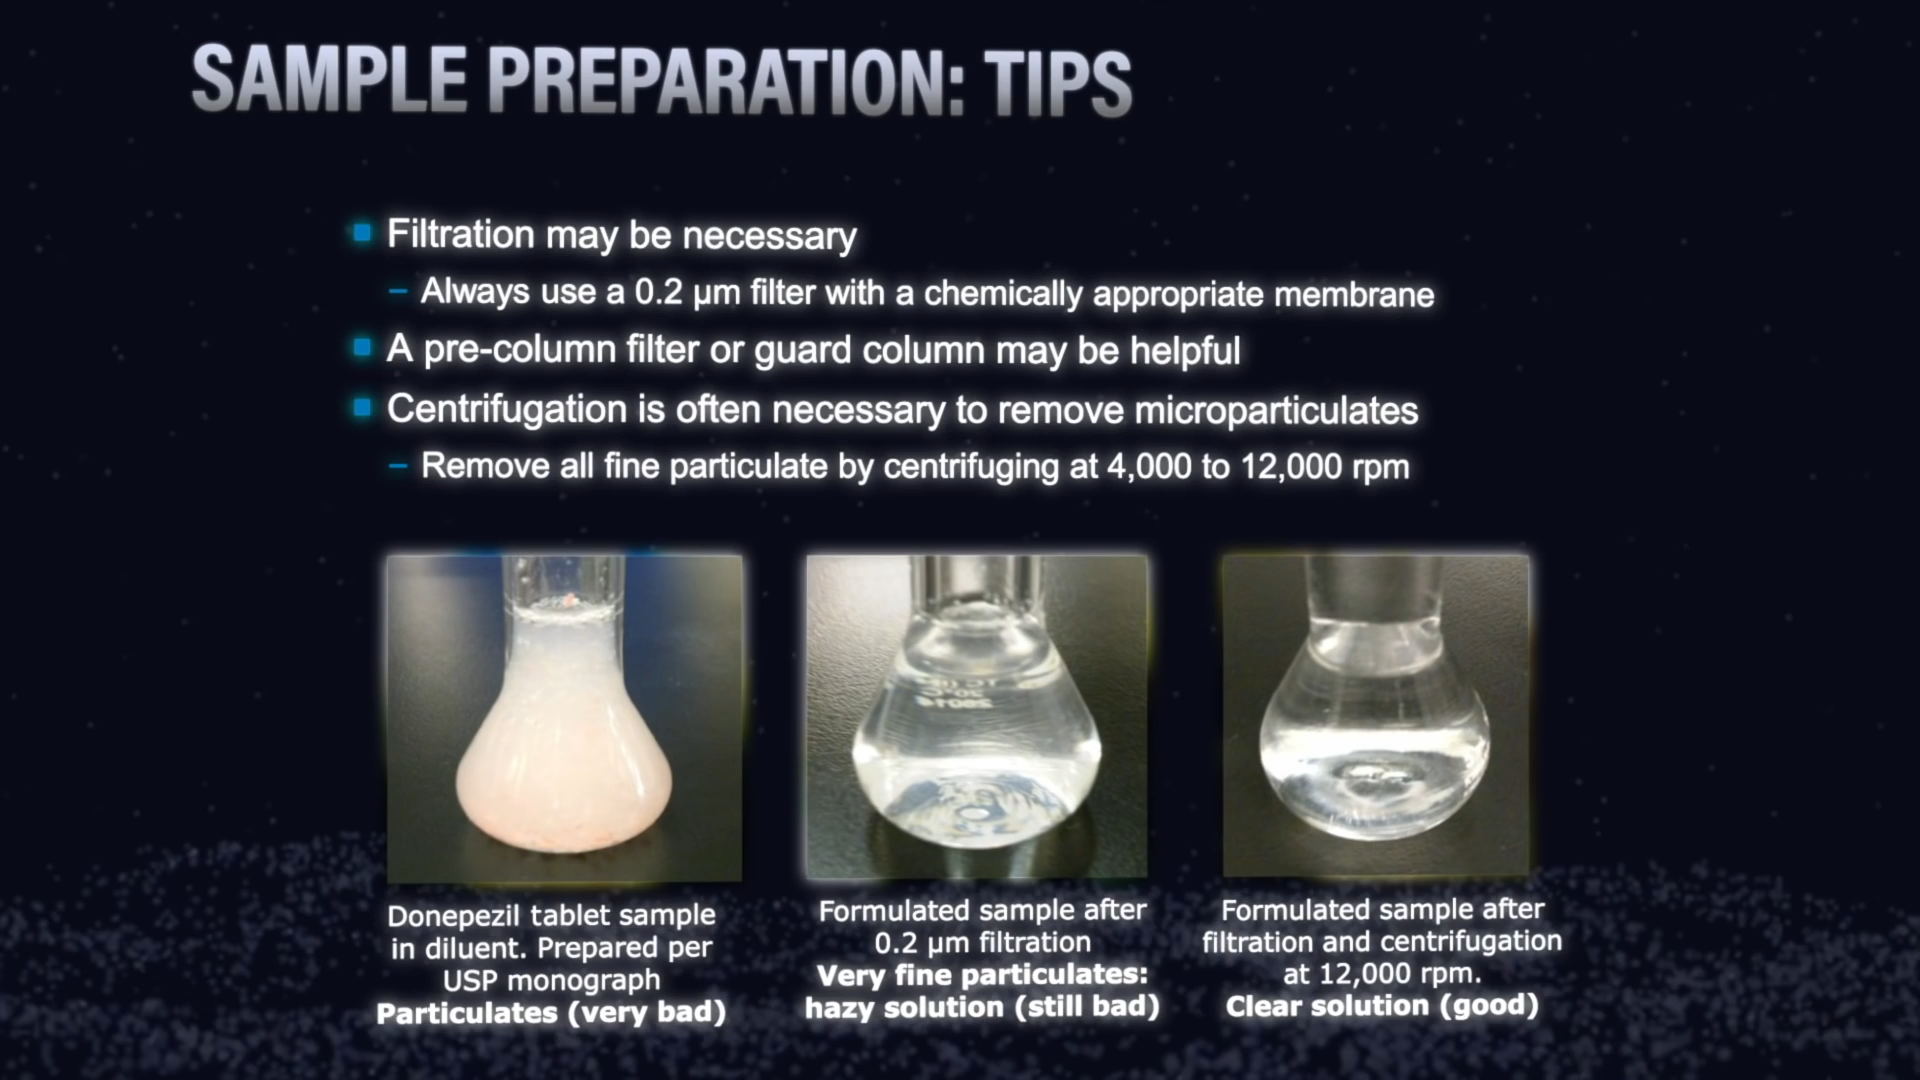 SAMPLE PREPARATION: TIPS
Filtration may be necessary
– Always use a 0.2 µm filter with a chemically appropriate membrane
A pre-column filter or guard column may be helpful
Centrifugation is often necessary to remove microparticulates
– Remove all fine particulate by centrifuging at 4,000 to 12,000 rpm
Donepezil tablet sample
in diluent. Prepared per
USP monograph
Particulates (very bad)
Formulated sample after
0.2 µm filtration
Very fine particulates:
hazy solution (still bad)
Formulated sample after
filtration and centrifugation
at 12,000 rpm.
Clear solution (good)